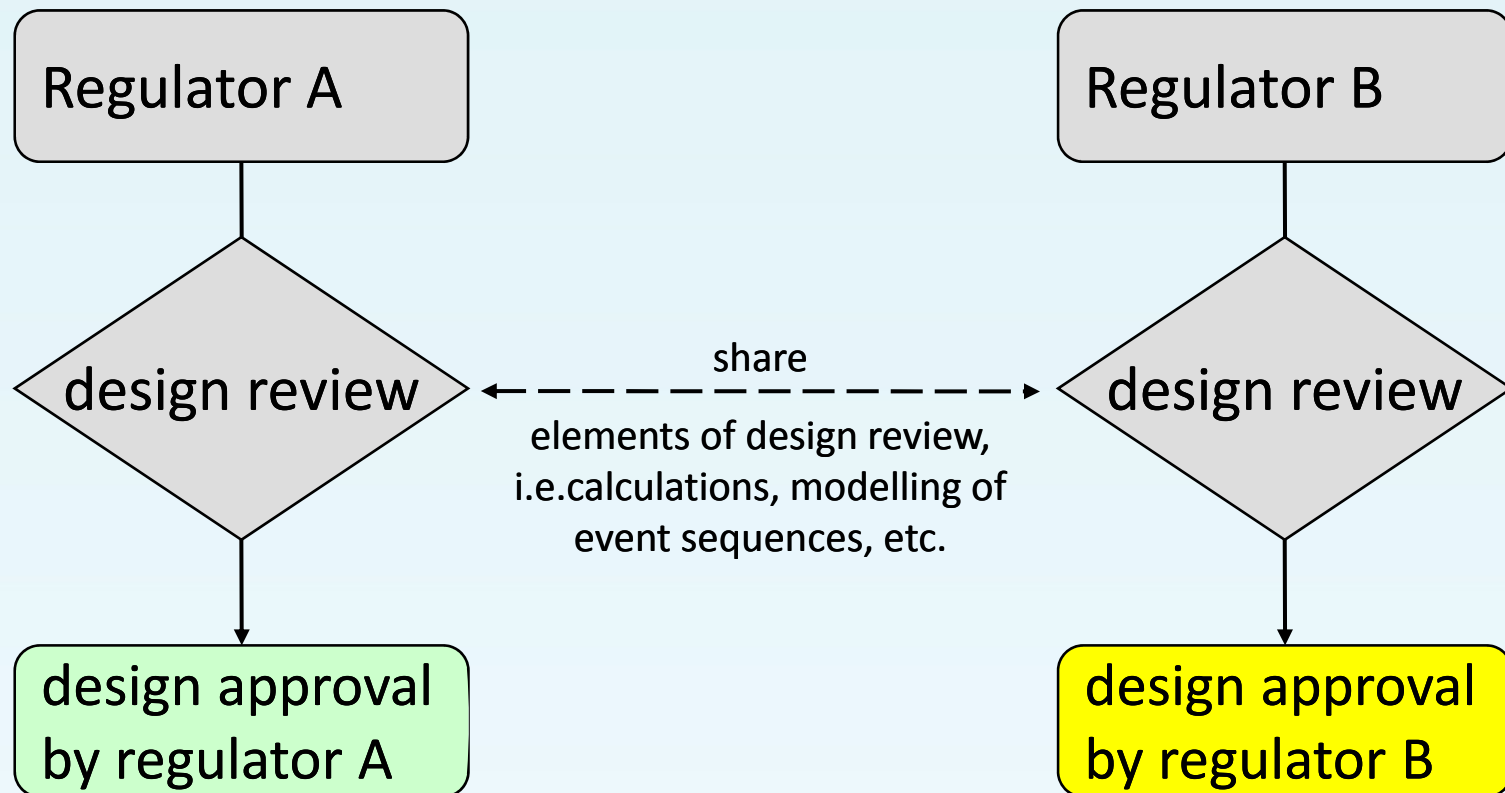 Regulator A
Regulator B
design review
share
elements of design review,
i.e.calculations, modelling of
event sequences, etc.
design review
design approval
by regulator A
design approval
by regulator B